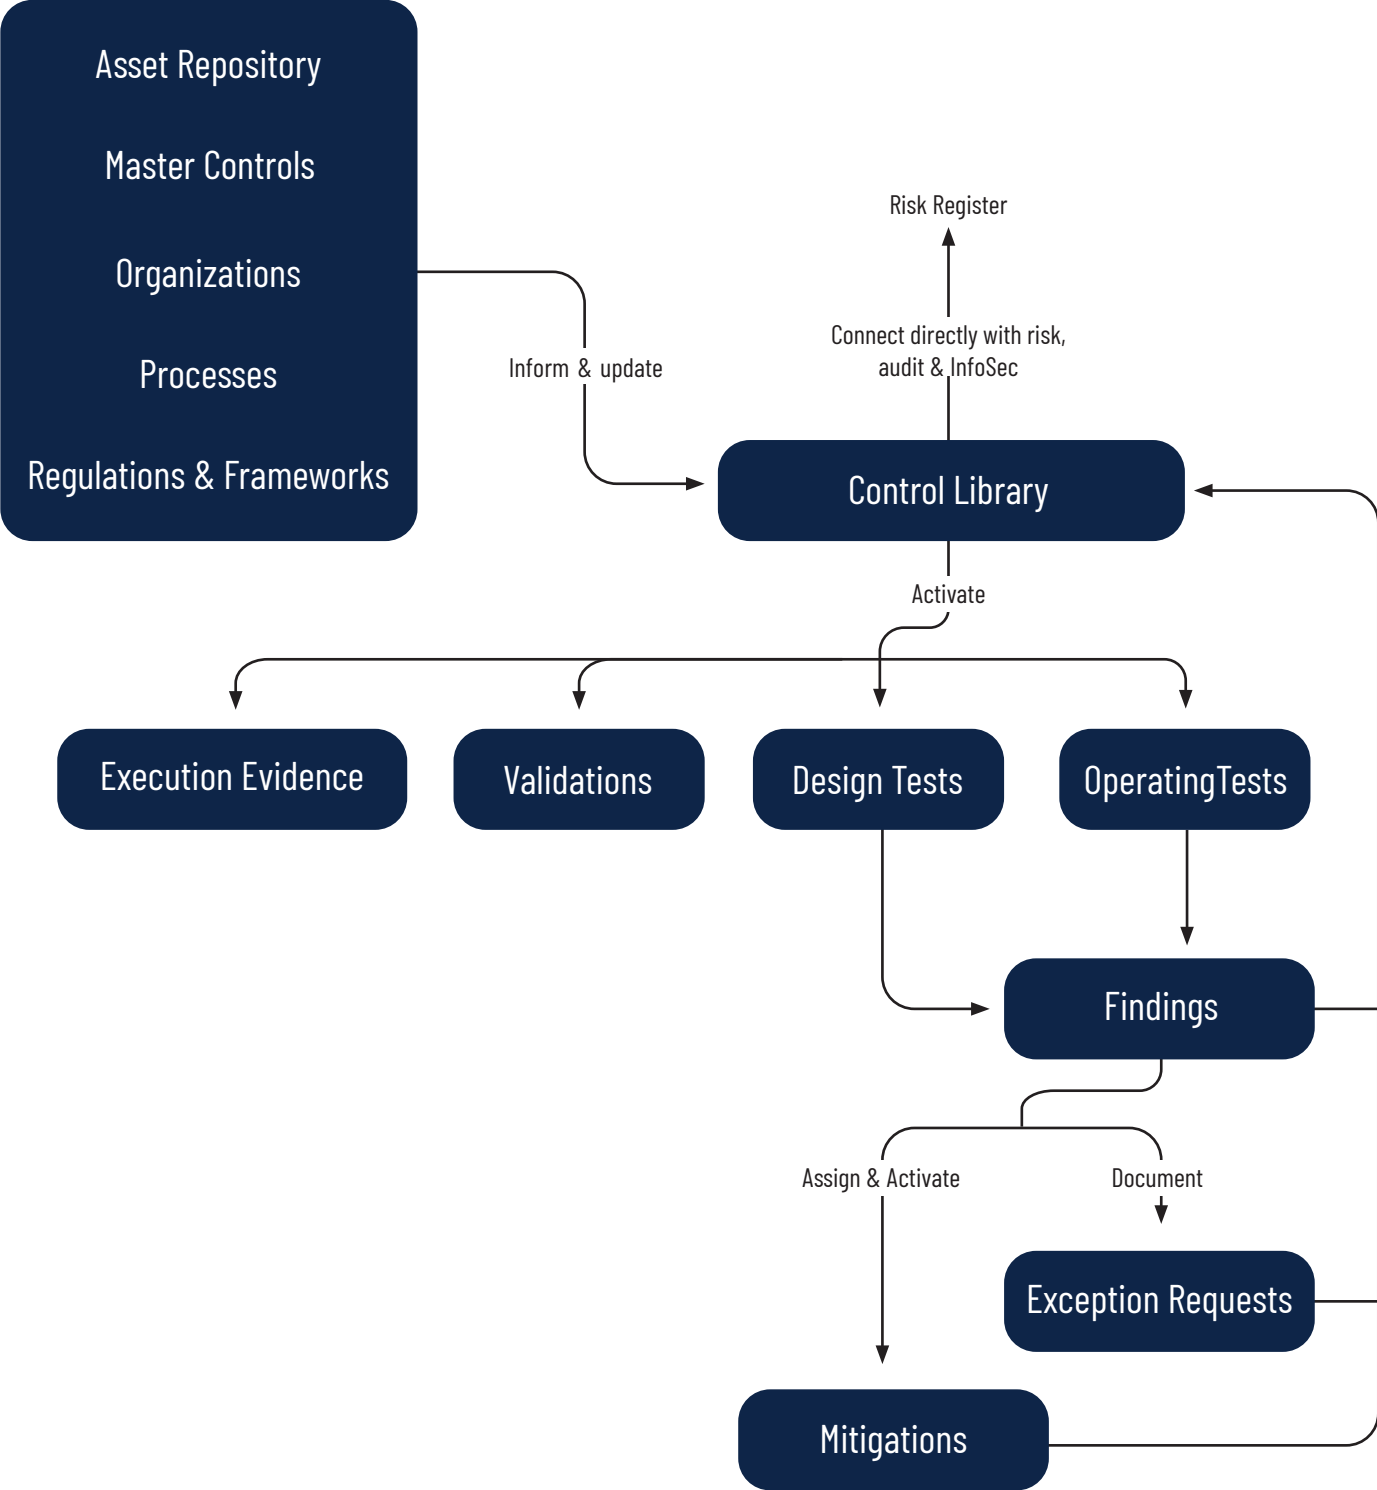 Asset Repository
Master Controls
Organizations
Processes
Regulations & Frameworks
Inform & update
Risk Register
Connect directly with risk,
audit & InfoSec
Control Library
Activate
Execution Evidence
Validations
Design Tests
OperatingTests
Findings
Assign & Activate
Document
Exception Requests
Mitigations